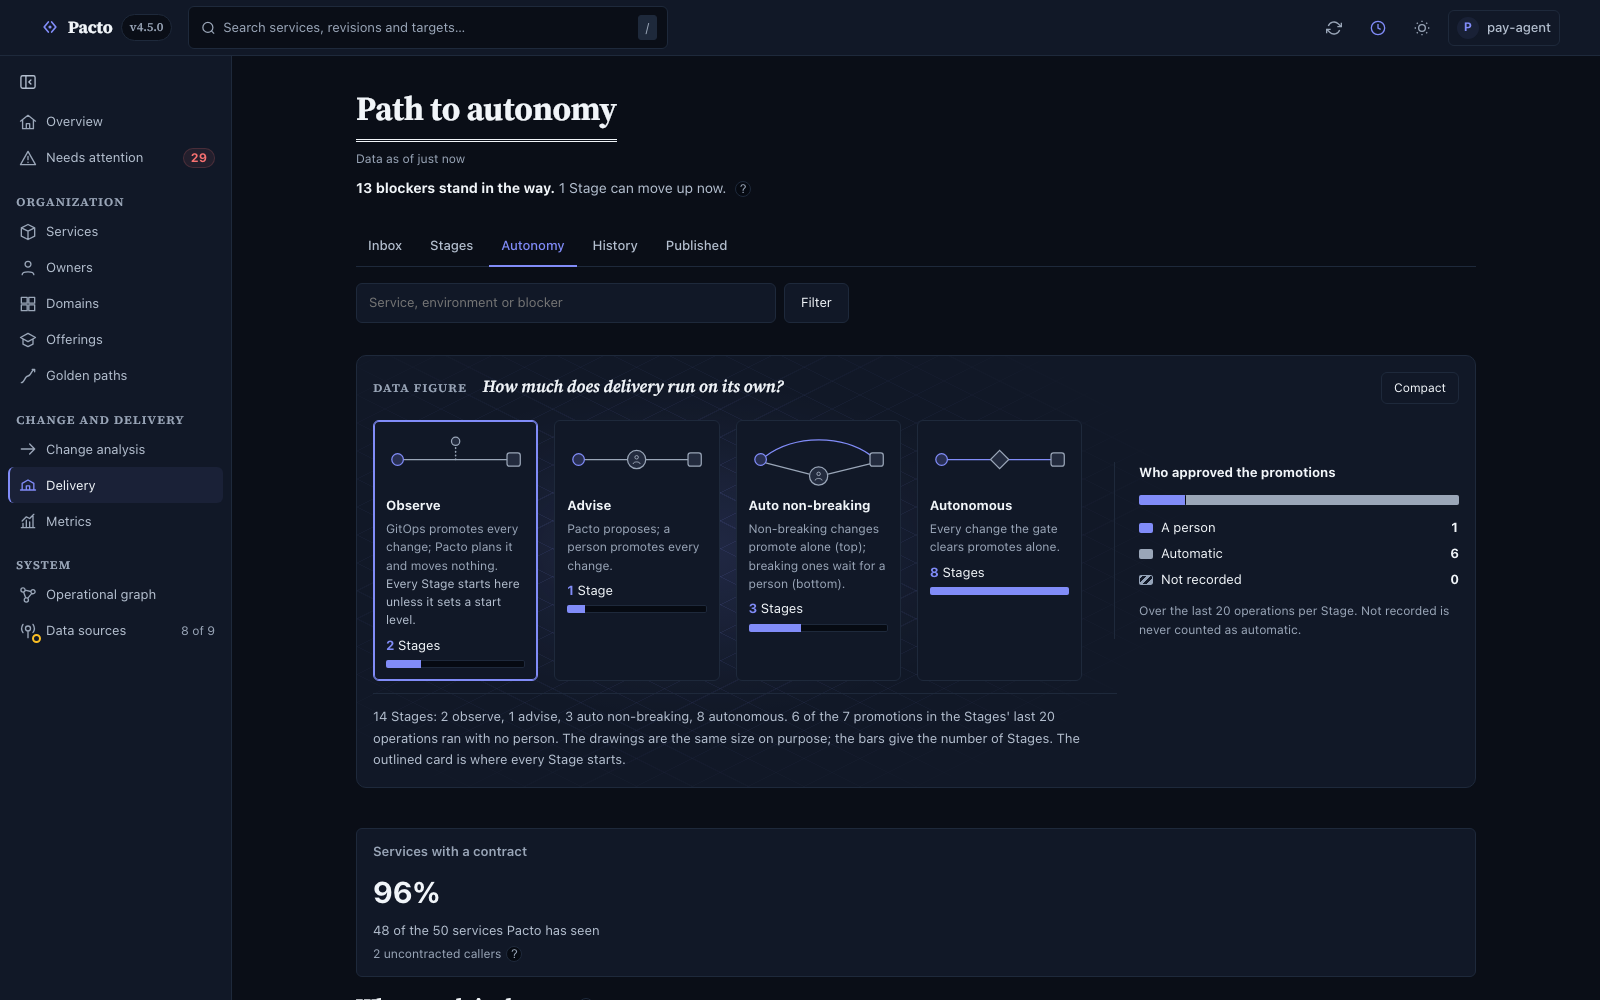 Pacto v4.5.0
Search services, revisions and targets... /
P pay-agent
Overview
Needs attention 29
ORGANIZATION
Services
Owners
Domains
Offerings
Golden paths
CHANGE AND DELIVERY
Change analysis
Delivery
Metrics
SYSTEM
Operational graph
Data sources 8 of 9
Path to autonomy
Data as of just now
13 blockers stand in the way. 1 Stage can move up now. ?
Inbox Stages Autonomy History Published
Service, environment or blocker Filter
DATA FIGURE How much does delivery run on its own? Compact
Observe
GitOps promotes every
change; Pacto plans it
and moves nothing.
Every Stage starts here
unless it sets a start
level.
2 Stages
Advise
Pacto proposes; a
person promotes every
change.
1 Stage
Auto non-breaking
Non-breaking changes
promote alone (top);
breaking ones wait for a
person (bottom).
3 Stages
Autonomous
Every change the gate
clears promotes alone.
8 Stages
Who approved the promotions
A person 1
Automatic 6
Not recorded 0
Over the last 20 operations per Stage. Not recorded is
never counted as automatic.
14 Stages: 2 observe, 1 advise, 3 auto non-breaking, 8 autonomous. 6 of the 7 promotions in the Stages' last 20
operations ran with no person. The drawings are the same size on purpose; the bars give the number of Stages. The
outlined card is where every Stage starts.
Services with a contract
96%
48 of the 50 services Pacto has seen
2 uncontracted callers ?